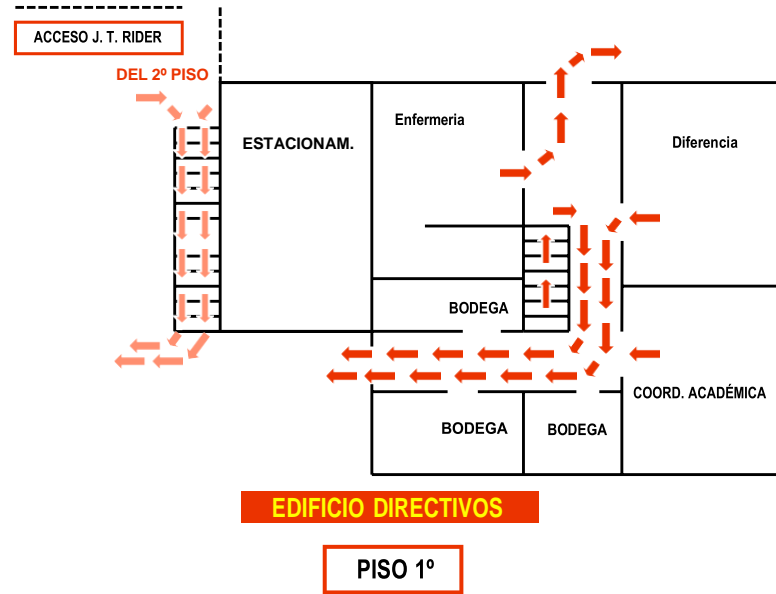 ACCESO J. T. RIDER
DEL 2º PISO
ESTACIONAM.
Enfermeria
Diferencia
BODEGA
COORD. ACADÉMICA
BODEGA
BODEGA
EDIFICIO DIRECTIVOS
PISO 1º